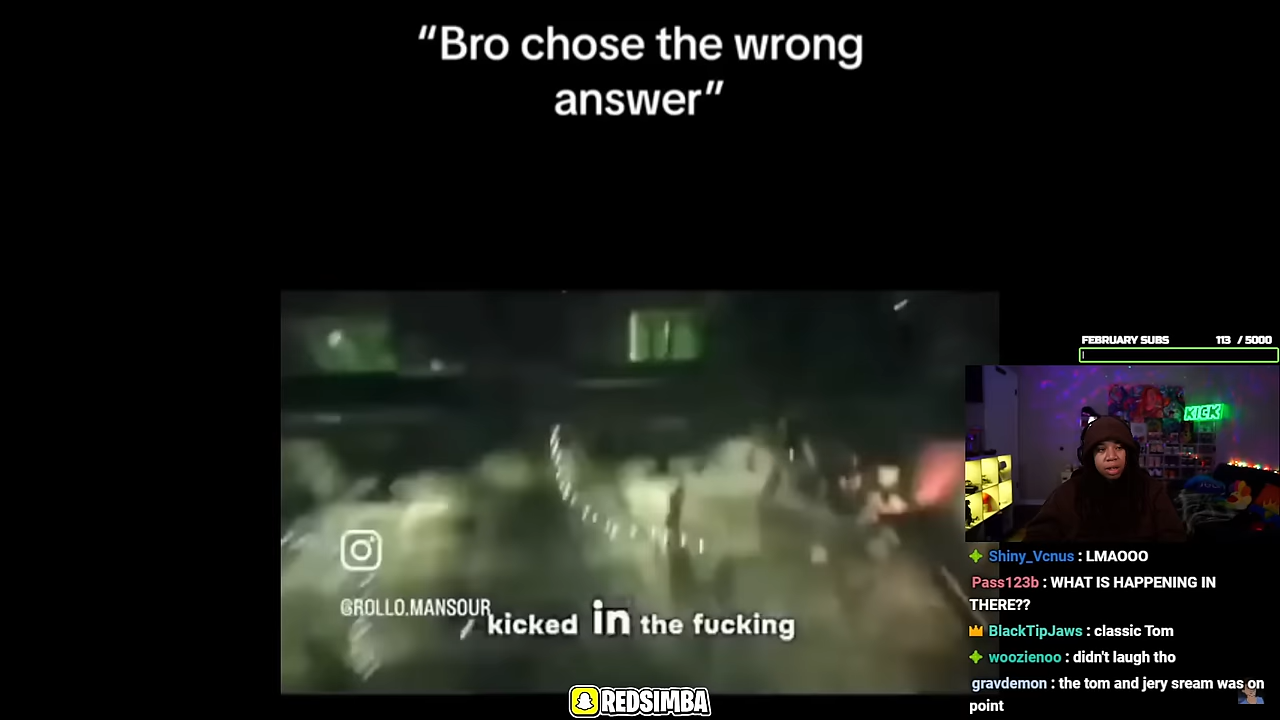 “Bro chose the wrong
answer”
FEBRUARY SUBS 113 / 5000
KICK
@ROLLO.MANSOUR
kicked in the fucking
Shiny_Vcnus : LMAOOO
Pass123b : WHAT IS HAPPENING IN
THERE??
BlackTipJaws : classic Tom
woozienoo : didn't laugh tho
gravdemon : the tom and jery sream was on
point
REDSIMBA